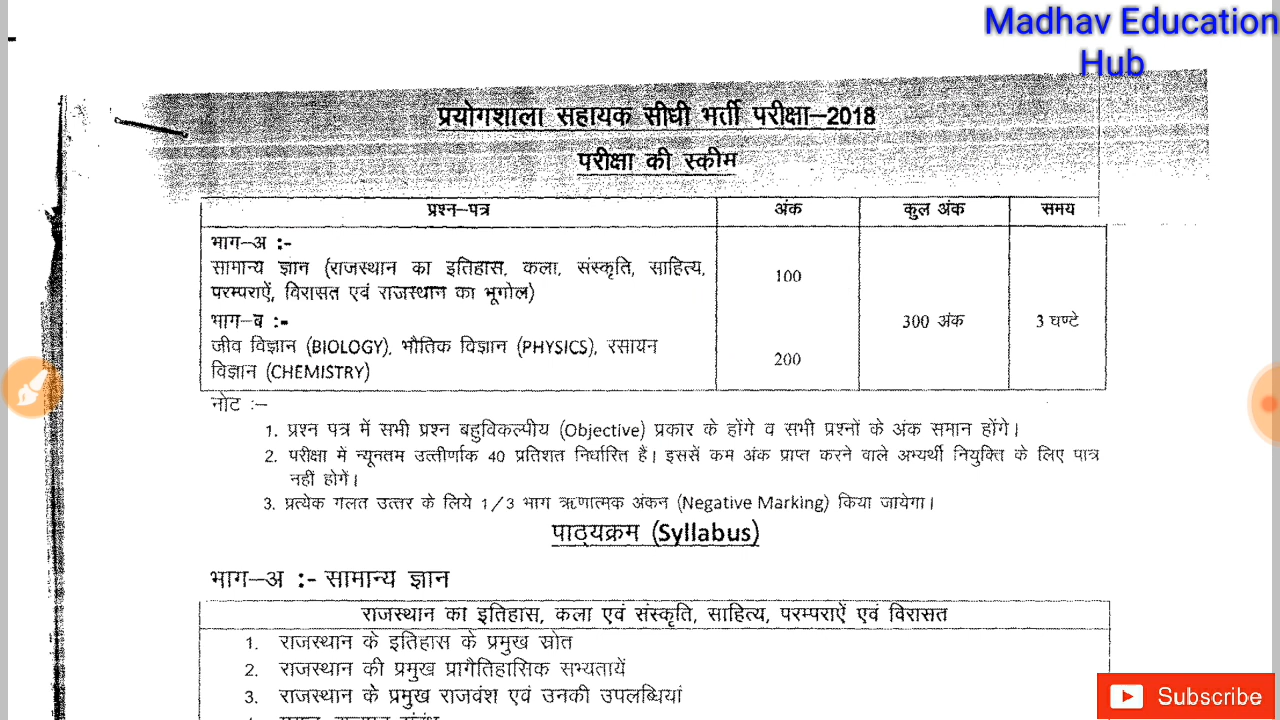 Madhav Education
Hub
प्रयोगशाला सहायक सीधी भर्ती परीक्षा–2018
परीक्षा की स्कीम
प्रश्न–पत्र अंक कुल अंक समय
भाग–अ :-
सामान्य ज्ञान (राजस्थान का इतिहास, कला, संस्कृति, साहित्य, 100
परम्पराऐं, विरासत एवं राजस्थान का भूगोल)
भाग–ब :- 300 अंक 3 घण्टे
जीव विज्ञान (BIOLOGY), भौतिक विज्ञान (PHYSICS), रसायन 200
विज्ञान (CHEMISTRY)
नोट :–
1. प्रश्न पत्र में सभी प्रश्न बहुविकल्पीय (Objective) प्रकार के होंगे व सभी प्रश्नों के अंक समान होंगे।
2. परीक्षा में न्यूनतम उत्तीर्णाक 40 प्रतिशत निर्धारित हैं। इससें कम अंक प्राप्त करने वाले अभ्यर्थी नियुक्ति के लिए पात्र
नहीं होगें।
3. प्रत्येक गलत उत्तर के लिये 1/3 भाग ऋणात्मक अंकन (Negative Marking) किया जायेगा।
पाठ्यक्रम (Syllabus)
भाग–अ :- सामान्य ज्ञान
राजस्थान का इतिहास, कला एवं संस्कृति, साहित्य, परम्पराऐं एवं विरासत
1. राजस्थान के इतिहास के प्रमुख स्रोत
2. राजस्थान की प्रमुख प्रागैतिहासिक सभ्यतायें
3. राजस्थान के प्रमुख राजवंश एवं उनकी उपलब्धियां
Subscribe